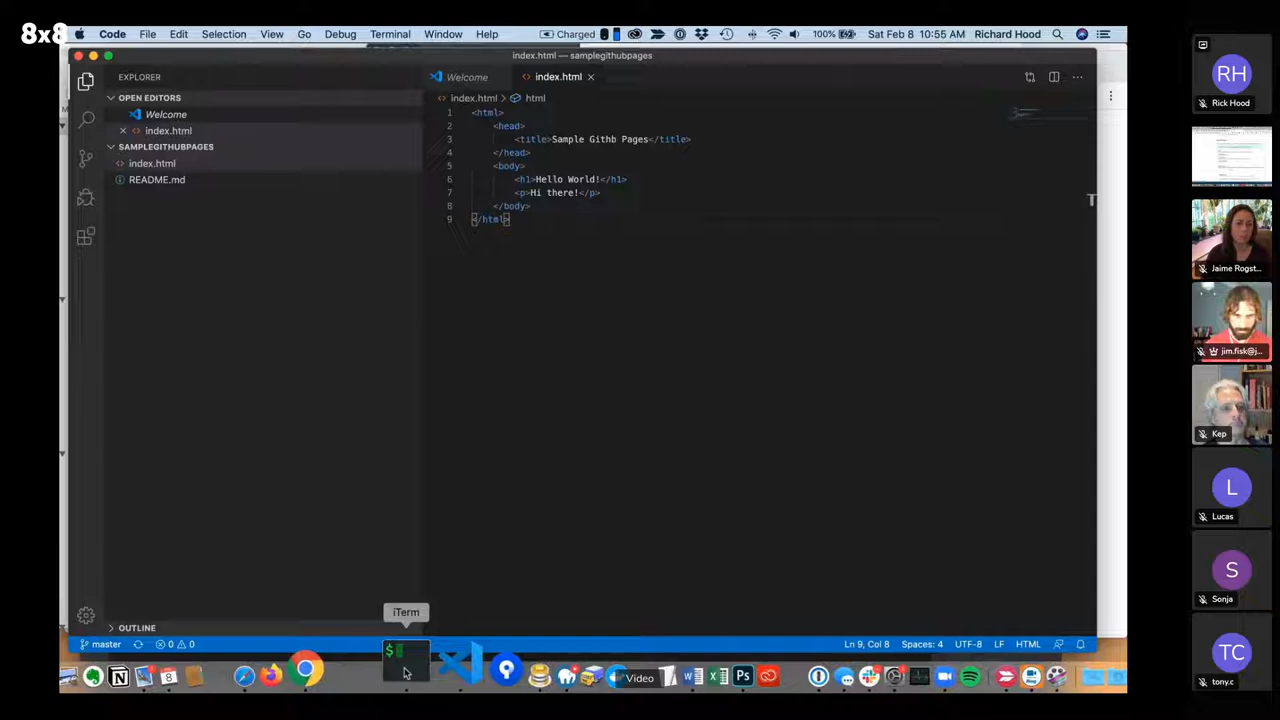 8x8
Code File Edit Selection View Go Debug Terminal Window Help Charged 100% Sat Feb 8 10:55 AM Richard Hood
index.html — samplegithubpages
EXPLORER
OPEN EDITORS
Welcome
index.html
SAMPLEGITHUBPAGES
index.html
README.md
OUTLINE
Welcome index.html
index.html > html
1 <html>
2 <head>
3 <title>Sample Githb Pages</title>
4 </head>
5 <body>
6 <h1>Hello World!</h1>
7 <p>Hi there!</p>
8 </body>
9 </html>
iTerm
$
master 0 0 Ln 9, Col 8 Spaces: 4 UTF-8 LF HTML
8
Video
Ps
RH
Rick Hood
Jaime Rogst...
jim.fisk@j...
Kep
L
Lucas
S
Sonja
TC
tony.c